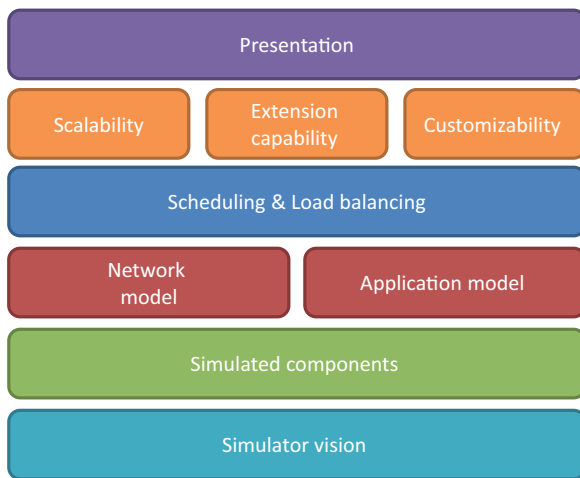 Presentation
Scalability
Extension
capability
Customizability
Scheduling & Load balancing
Network
model
Application model
Simulated components
Simulator vision